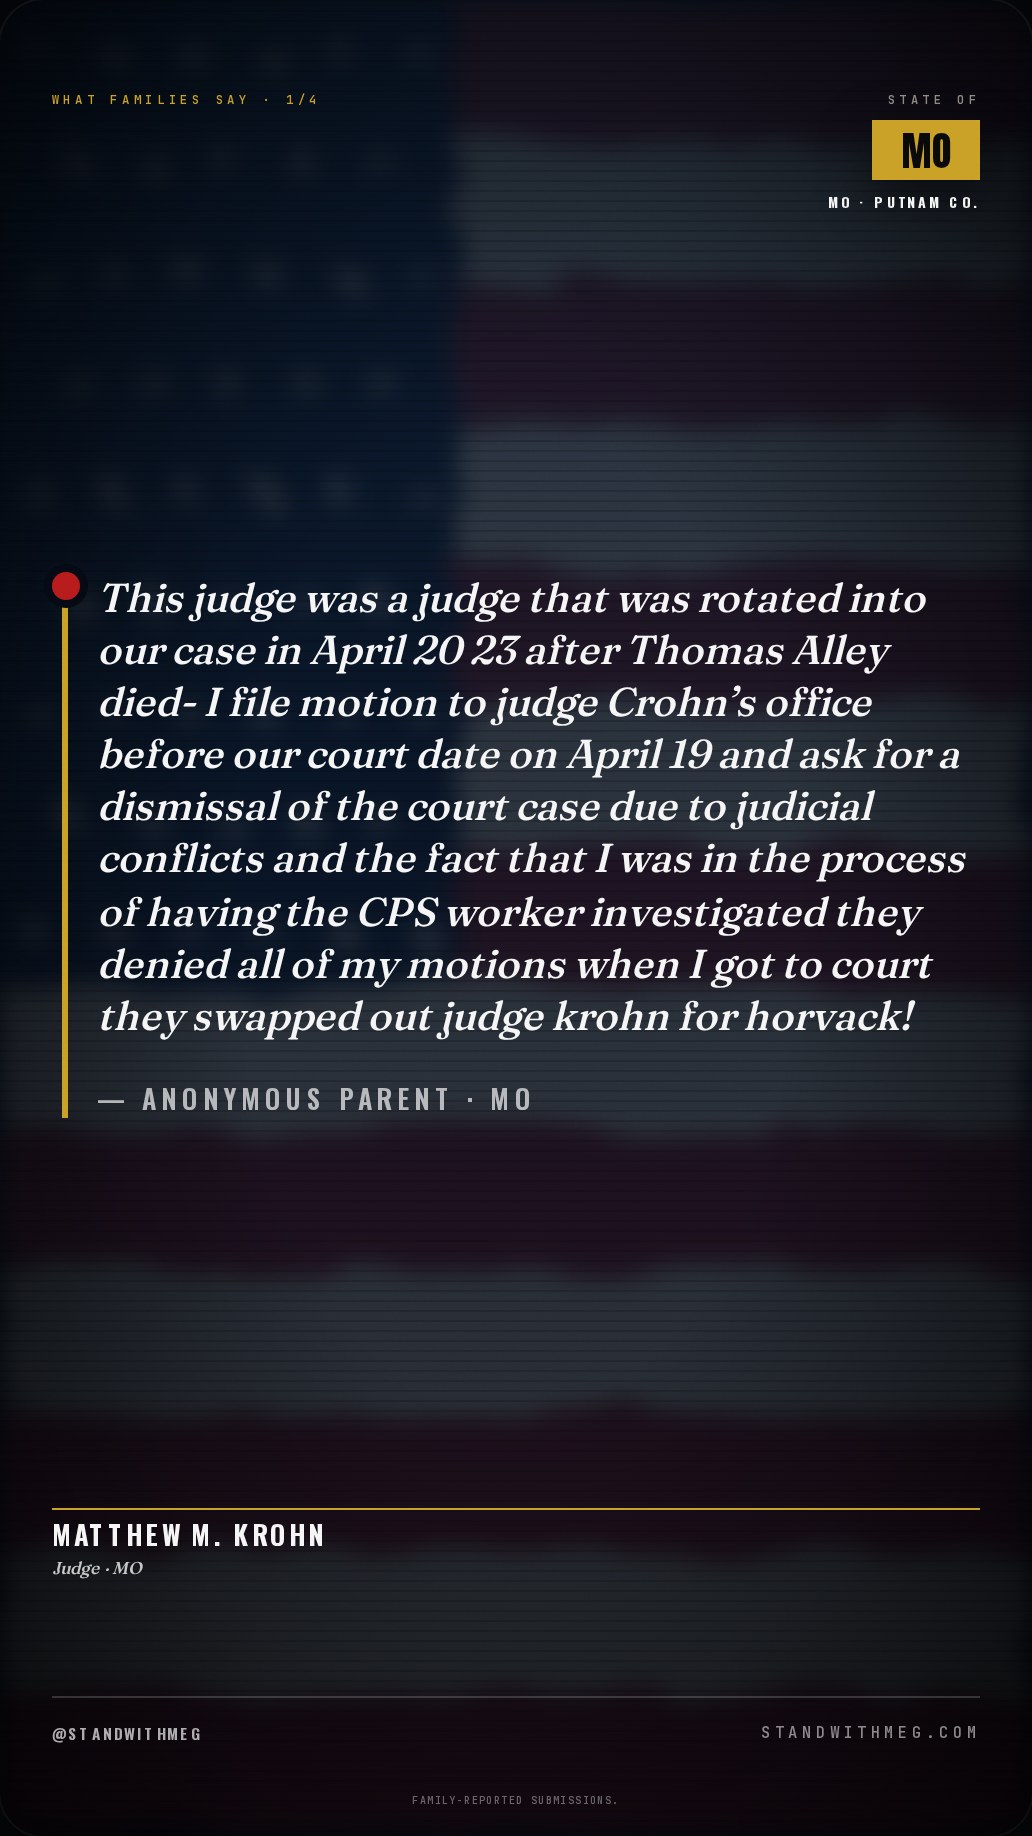 WHAT FAMILIES SAY · 1/4
STATE OF
MO
MO · PUTNAM CO.
This judge was a judge that was rotated into
our case in April 20 23 after Thomas Alley
died- I file motion to judge Crohn’s office
before our court date on April 19 and ask for a
dismissal of the court case due to judicial
conflicts and the fact that I was in the process
of having the CPS worker investigated they
denied all of my motions when I got to court
they swapped out judge krohn for horvack!
— ANONYMOUS PARENT · MO
MATTHEW M. KROHN
Judge · MO
@STANDWITHMEG
STANDWITHMEG.COM
FAMILY-REPORTED SUBMISSIONS.